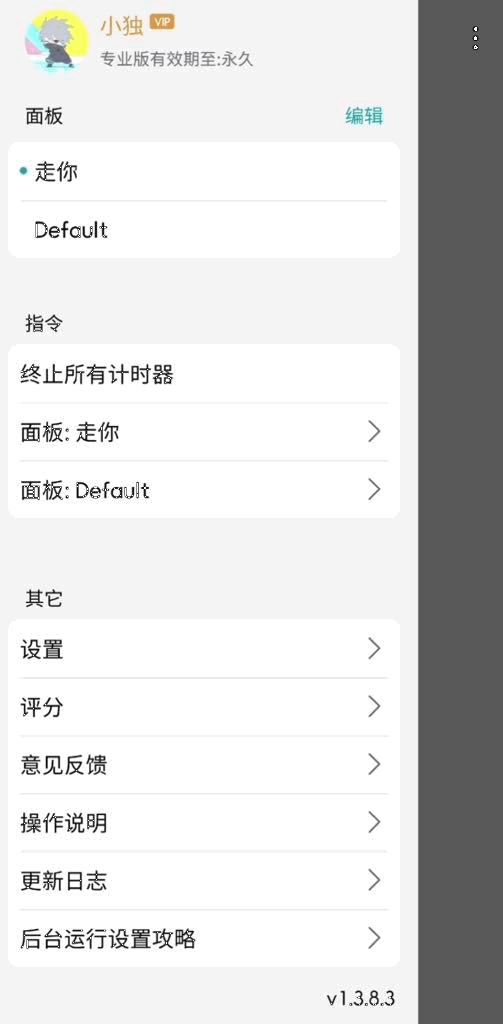 小独 VIP
专业版有效期至:永久
面板 编辑
走你
Default
指令
终止所有计时器
面板: 走你
面板: Default
其它
设置
评分
意见反馈
操作说明
更新日志
后台运行设置攻略
v1.3.8.3